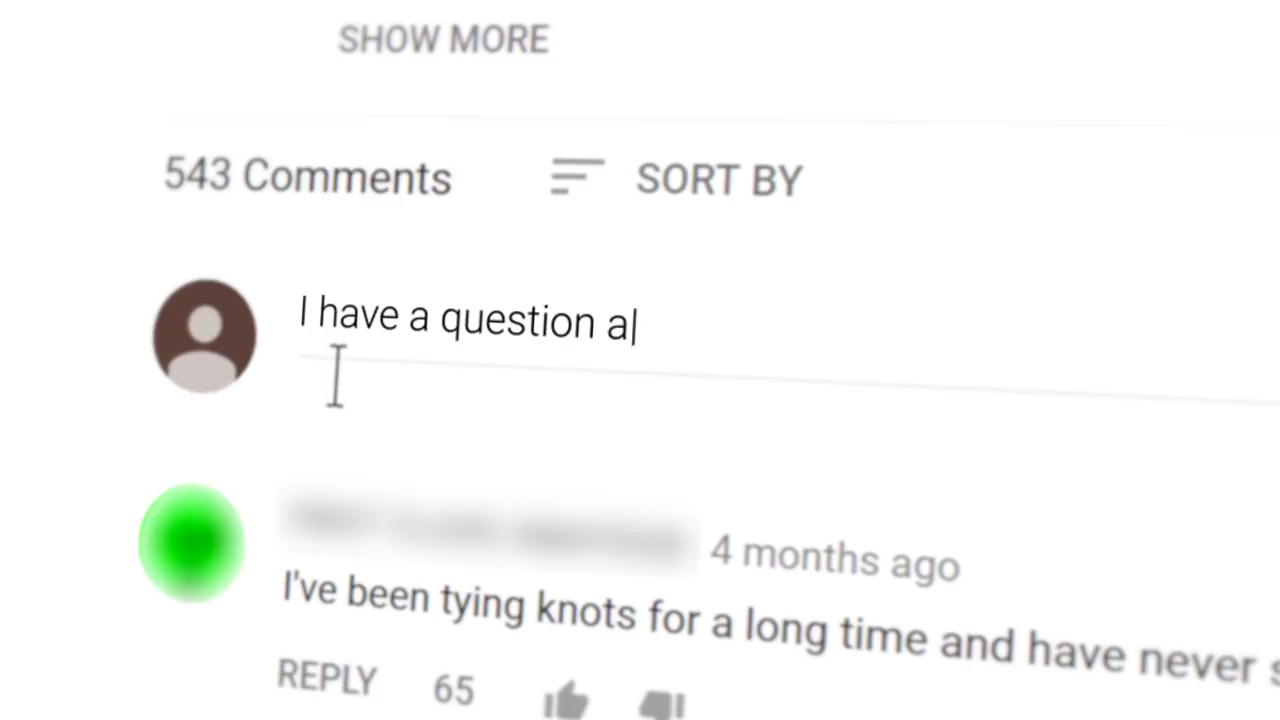 SHOW MORE
543 Comments SORT BY
I have a question a
4 months ago
I've been tying knots for a long time and have never
REPLY 65